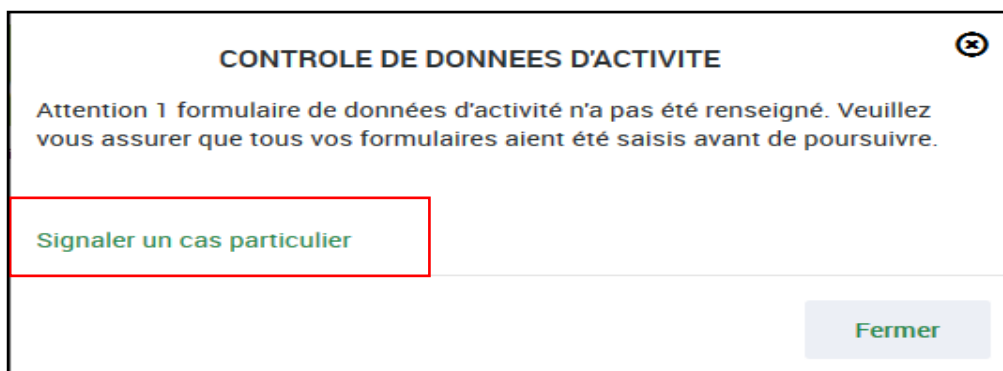 CONTROLE DE DONNEES D'ACTIVITE
Attention 1 formulaire de données d'activité n'a pas été renseigné. Veuillez
vous assurer que tous vos formulaires aient été saisis avant de poursuivre.
Signaler un cas particulier
Fermer